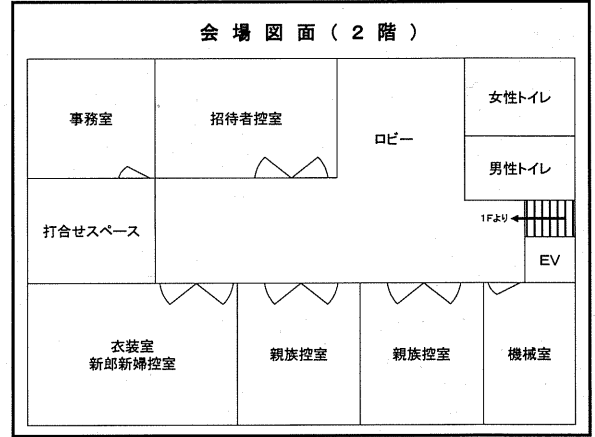 会場図面(2階)
事務室
招待者控室
ロビー
女性トイレ
男性トイレ
打合せスペース
1Fより
EV
衣装室
新郎新婦控室
親族控室
親族控室
機械室